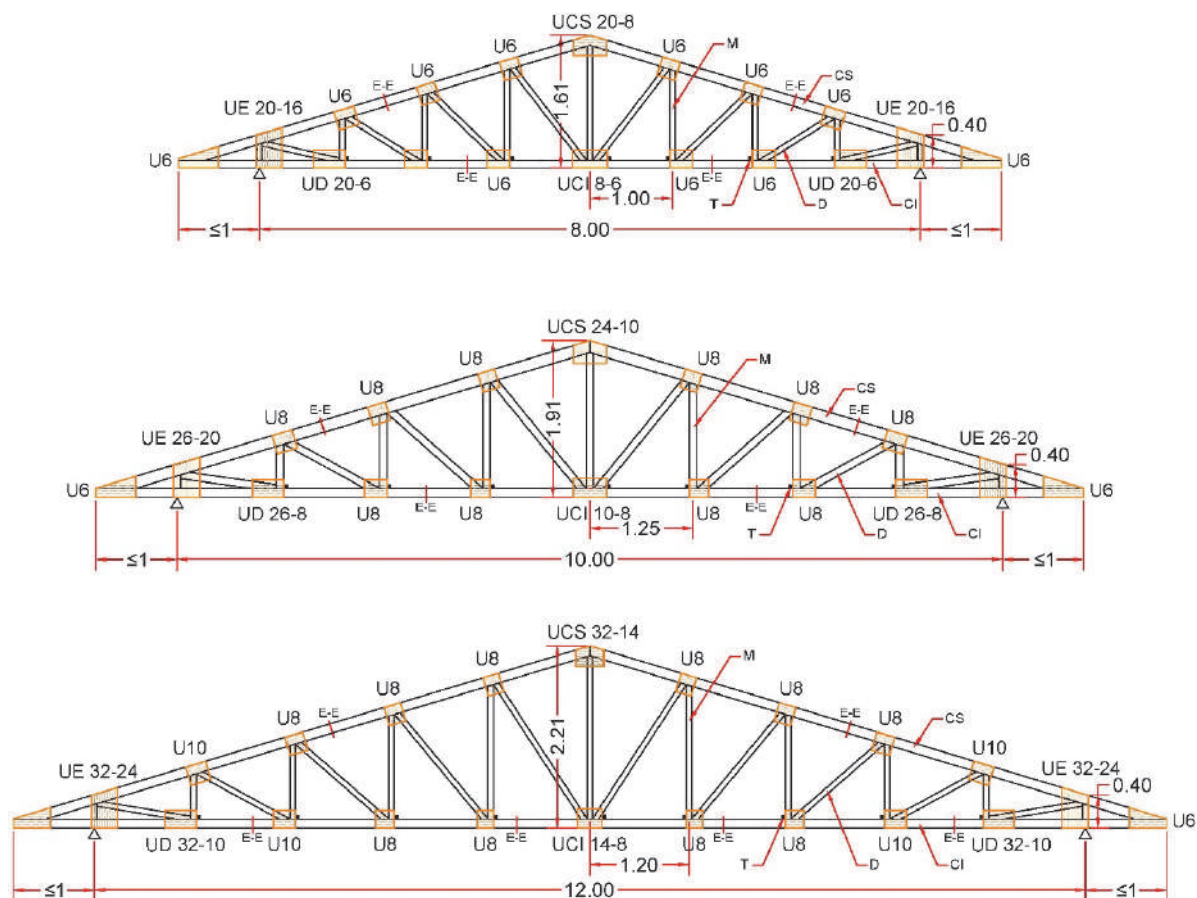 UCS 20-8
U6 U6 M
U6 E-E U6 E-E CS
UE 20-16 U6 1.61 U6 UE 20-16
0.40
U6 U6
UD 20-6 E-E U6 UCI 8-6 U6 E-E U6 UD 20-6
1.00 T D CI
≤1 8.00 ≤1
UCS 24-10
U8 U8 M
U8 U8 CS
UE 26-20 U8 E-E 1.91 E-E U8 UE 26-20
0.40
U6 U6
UD 26-8 U8 E-E U8 UCI 10-8 U8 E-E U8 UD 26-8
1.25 T D CI
≤1 10.00 ≤1
UCS 32-14
U8 U8 M
U8 U8
U8 E-E E-E U8 CS
UE 32-24 U10 2.21 U10 UE 32-24
0.40
U6
UD 32-10 E-E U10 U8 U8 E-E UCI 14-8 U8 E-E U8 U10 E-E UD 32-10
1.20 T D CI
≤1 12.00 ≤1